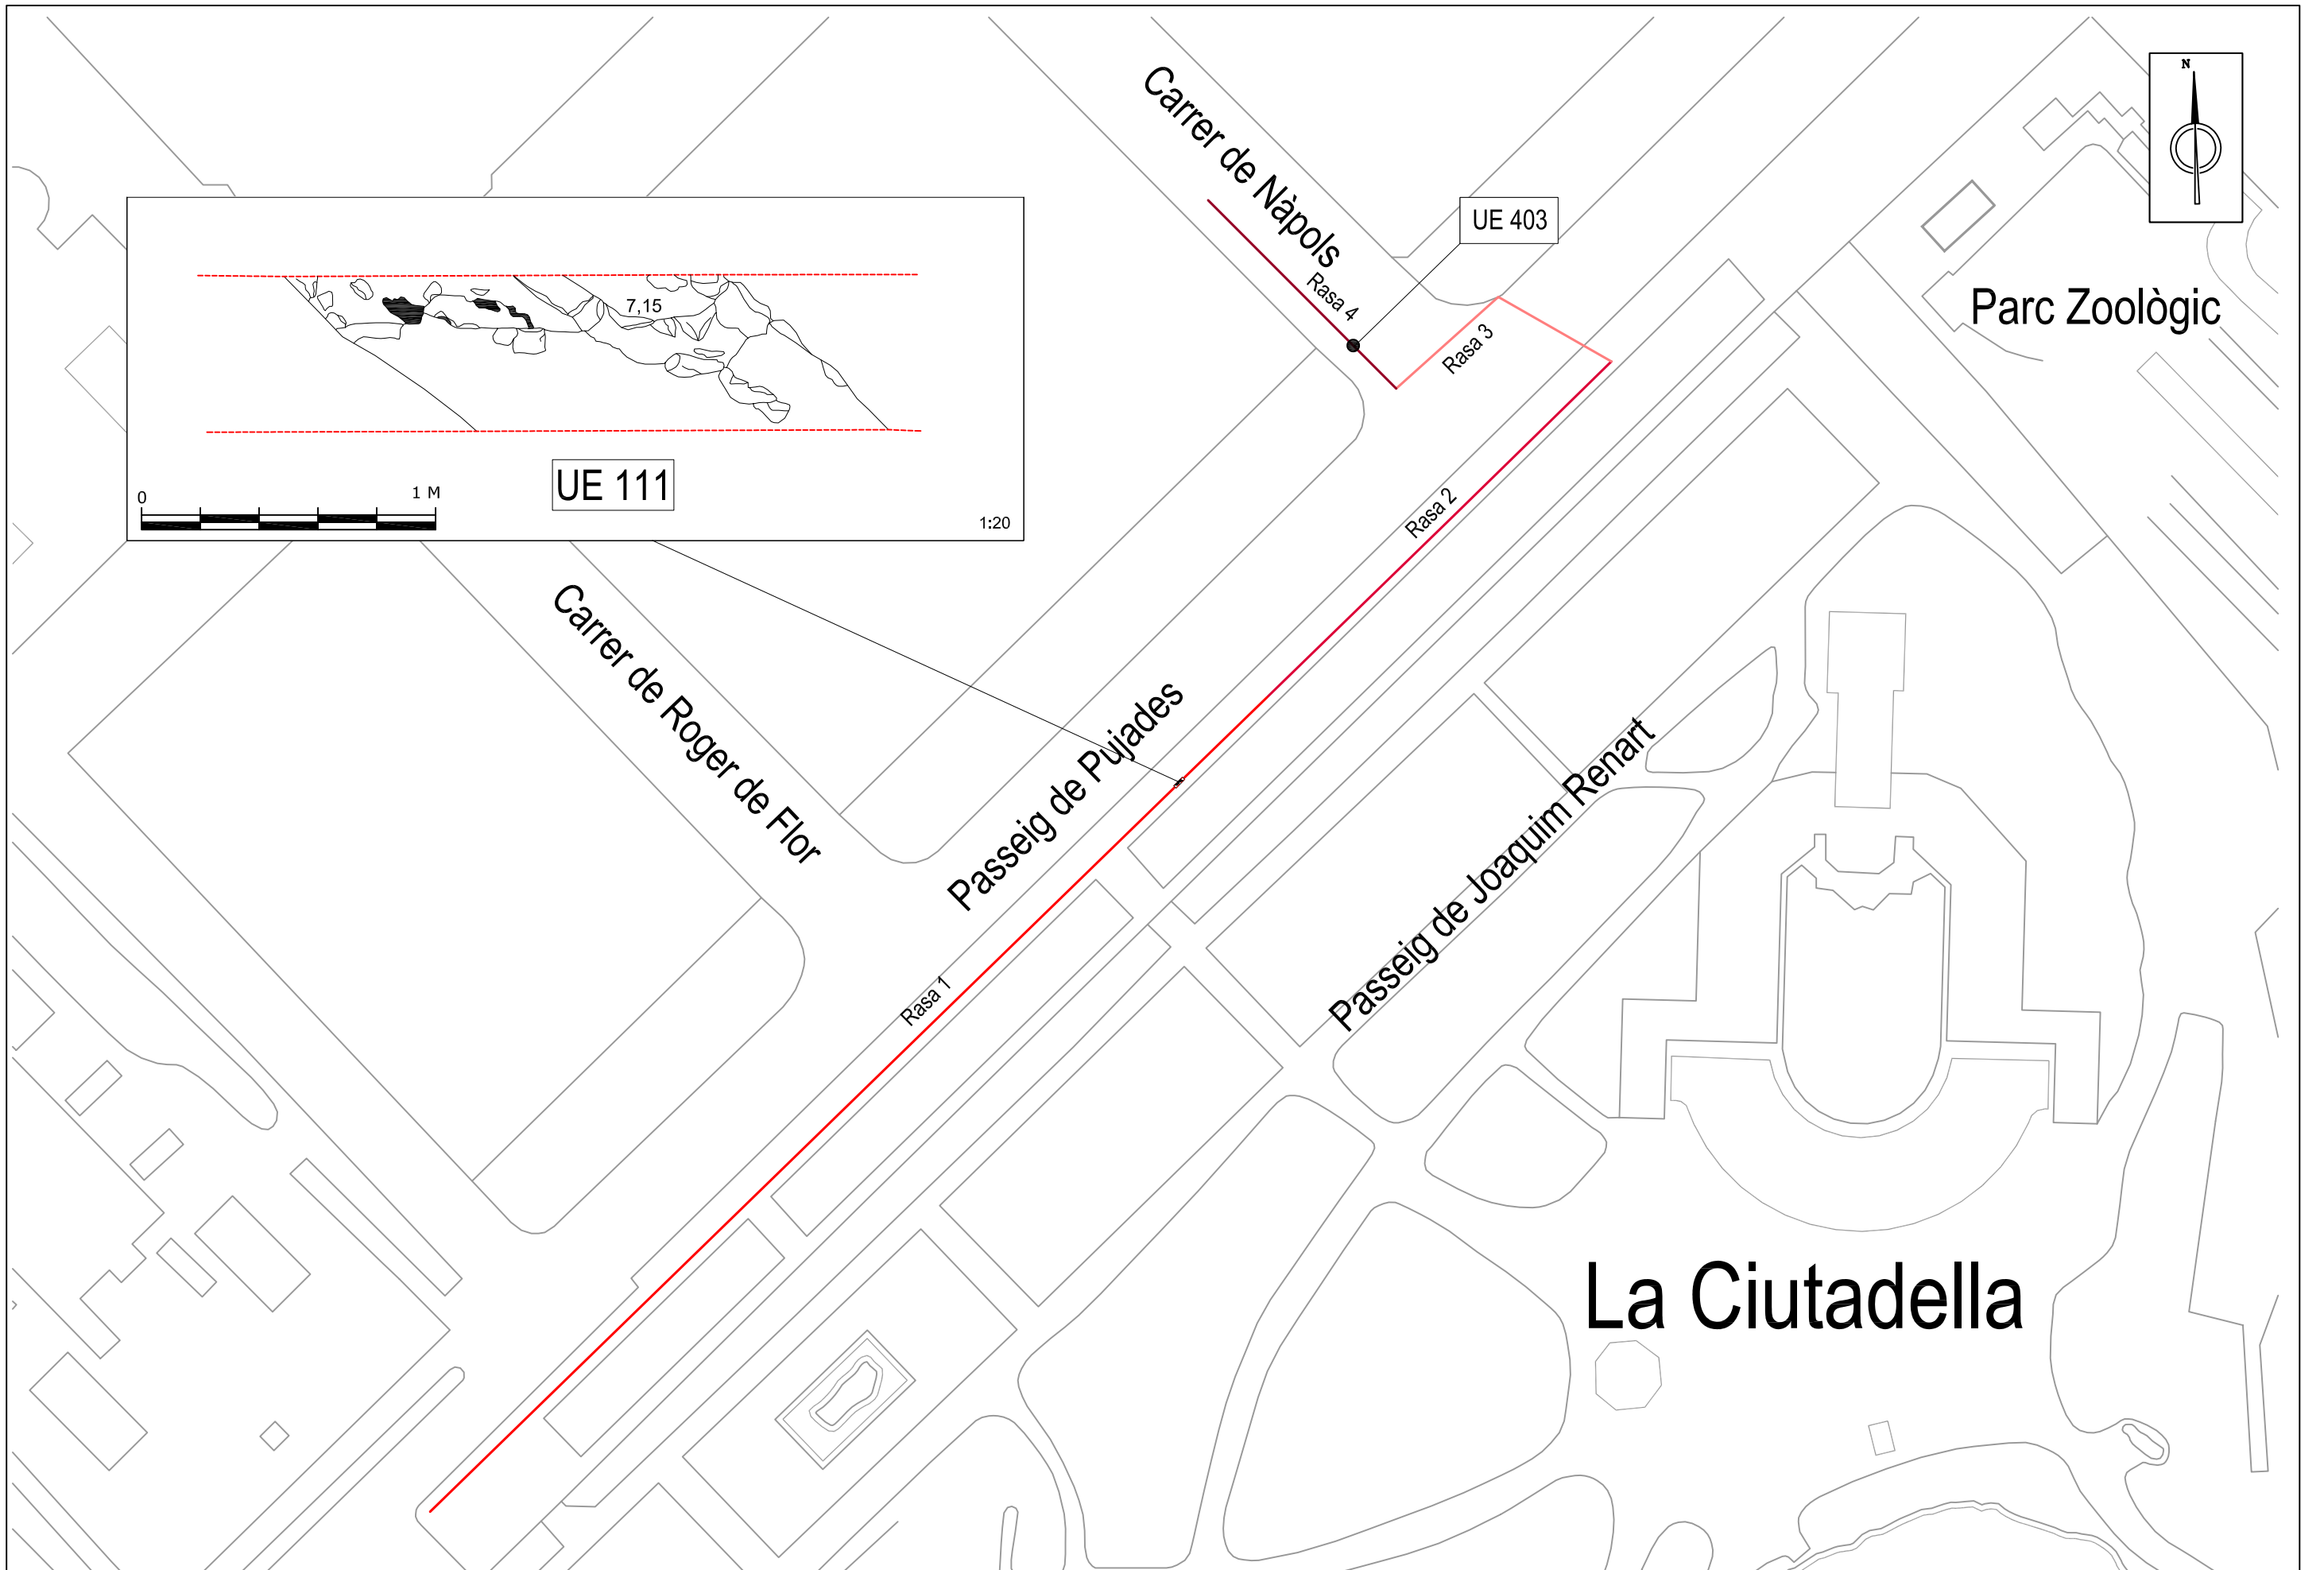 N
Carrer de Nàpols
UE 403
Rasa 4
Rasa 3
Parc Zoològic
7,15
UE 111
0
1 M
1:20
Rasa 2
Carrer de Roger de Flor
Passeig de Pujades
Passeig de Joaquim Renart
Rasa 1
La Ciutadella